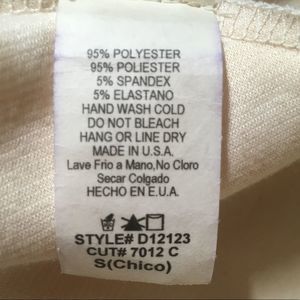 95% POLYESTER
95% POLIESTER
5% SPANDEX
5% ELASTANO
HAND WASH COLD
DO NOT BLEACH
HANG OR LINE DRY
MADE IN U.S.A.
Lave Frio a Mano,No Cloro
Secar Colgado
HECHO EN E.U.A.
STYLE# D12123
CUT# 7012 C
S(Chico)